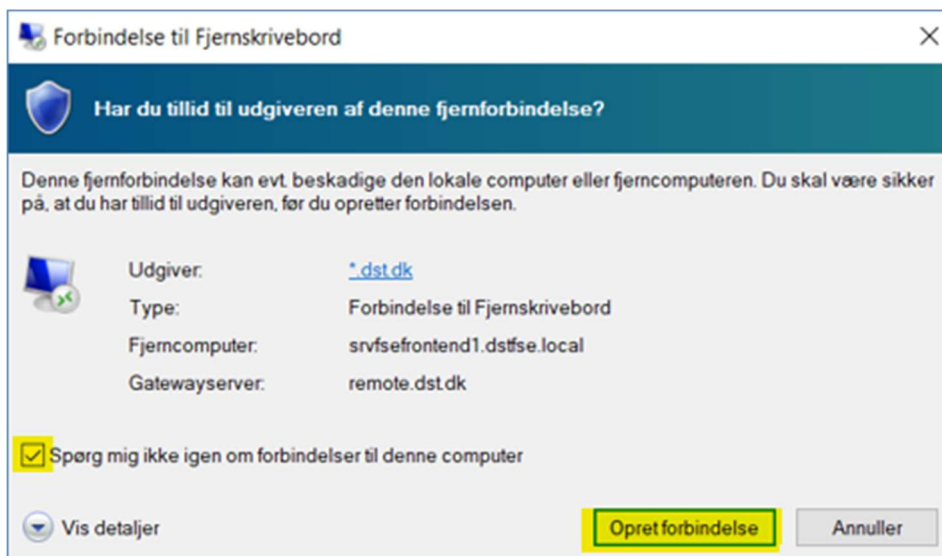 Forbindelse til Fjernskrivebord
Har du tillid til udgiveren af denne fjernforbindelse?
Denne fjernforbindelse kan evt. beskadige den lokale computer eller fjerncomputeren. Du skal være sikker
på, at du har tillid til udgiveren, før du opretter forbindelsen.
Udgiver: *.dst.dk
Type: Forbindelse til Fjernskrivebord
Fjerncomputer: srvfsefrontend1.dstfse.local
Gatewayserver: remote.dst.dk
Spørg mig ikke igen om forbindelser til denne computer
Vis detaljer Opret forbindelse Annuller